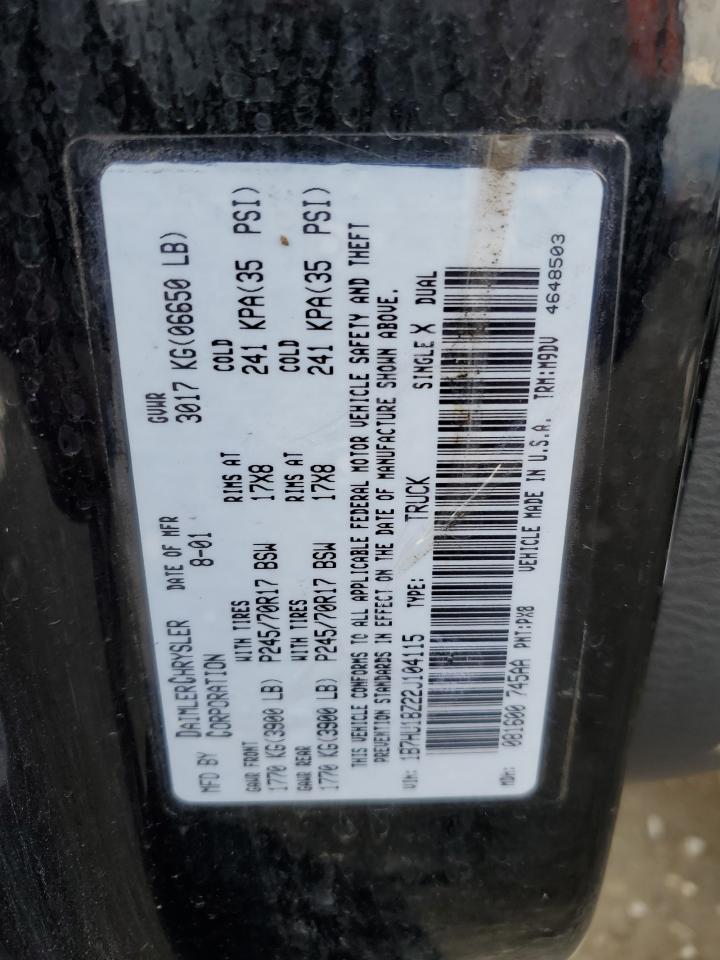 MFD BY DAIMLERCHRYSLER CORPORATION
DATE OF MFR 8-01
GVWR 3017 KG(06650 LB)
GAWR FRONT WITH TIRES RIMS AT COLD
1770 KG(3900 LB) P245/70R17 BSW 17X8 241 KPA(35 PSI)
GAWR REAR WITH TIRES RIMS AT COLD
1770 KG(3900 LB) P245/70R17 BSW 17X8 241 KPA(35 PSI)
THIS VEHICLE CONFORMS TO ALL APPLICABLE FEDERAL MOTOR VEHICLE SAFETY AND THEFT
PREVENTION STANDARDS IN EFFECT ON THE DATE OF MANUFACTURE SHOWN ABOVE.
VIN: 1B7HU18Z22J104115 TYPE: TRUCK SINGLE X DUAL
MDH: 081600 745AA PNT:PX8 VEHICLE MADE IN U.S.A. TRM:M9DV
4648503